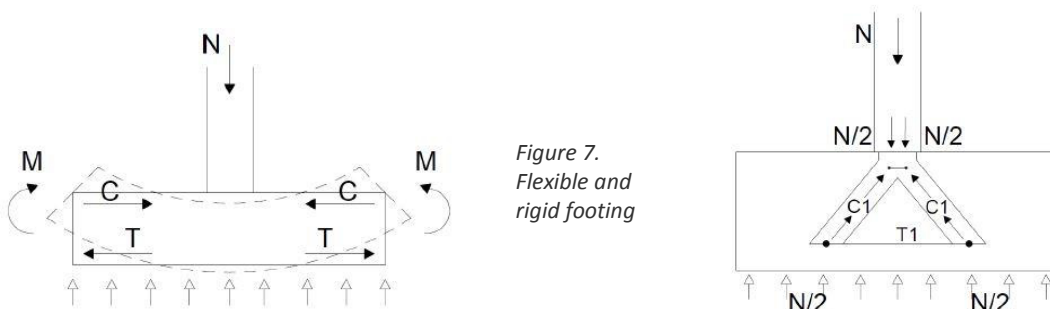 N
M
M
C
C
T
T
Figure 7.
Flexible and
rigid footing
N
N/2
N/2
C1
C1
T1
N/2
N/2